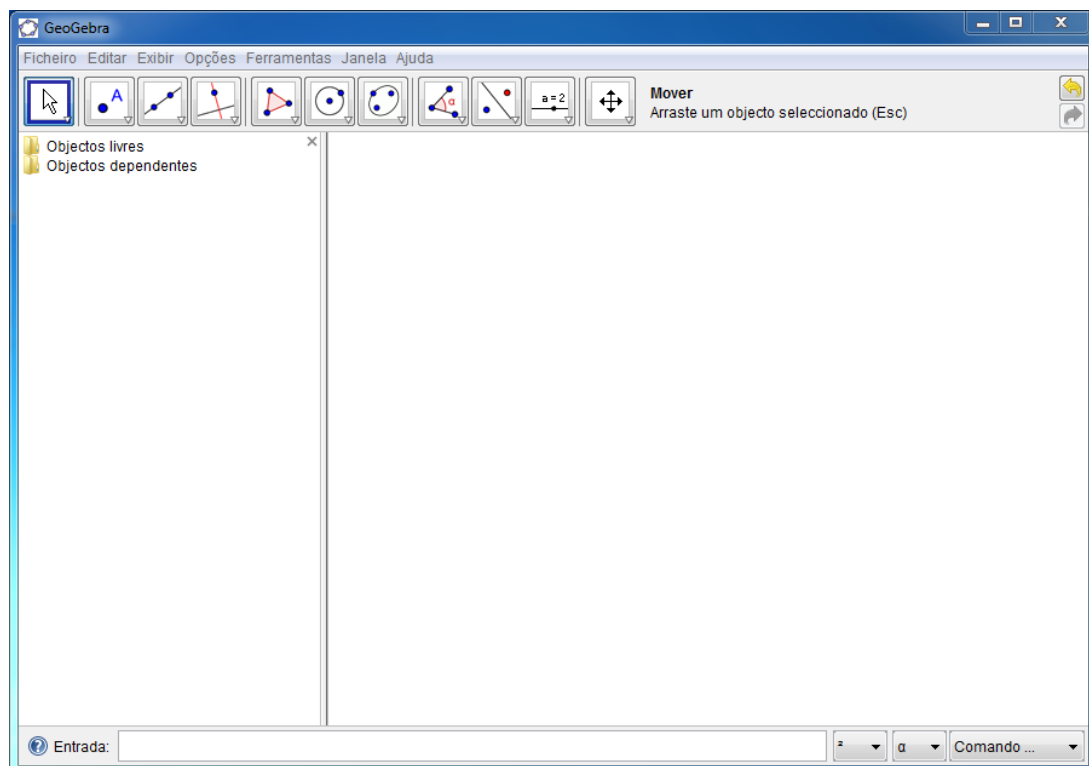 GeoGebra
Ficheiro Editar Exibir Opções Ferramentas Janela Ajuda
A
α
a=2
Mover
Arraste um objecto seleccionado (Esc)
Objectos livres
Objectos dependentes
Entrada:
²
α
Comando ...